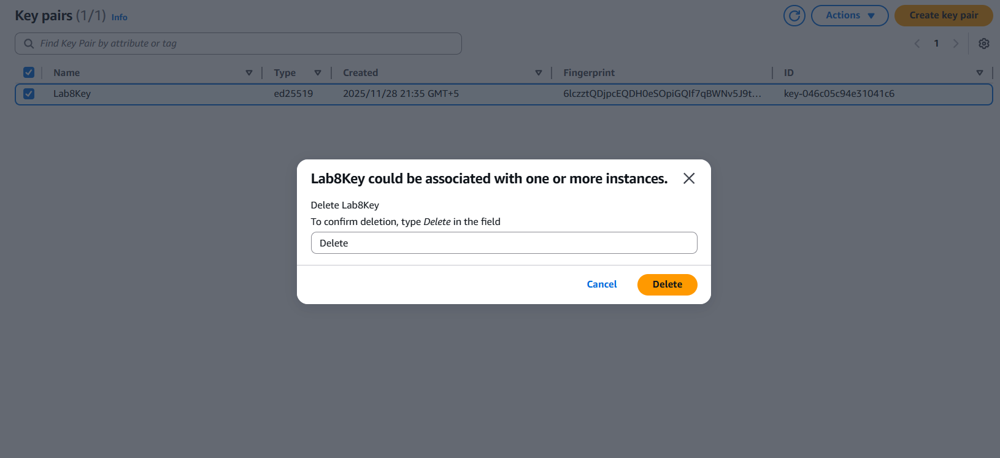 Key pairs (1/1) Info
Actions
Create key pair
Find Key Pair by attribute or tag
1
Name Type Created Fingerprint ID
Lab8Key ed25519 2025/11/28 21:35 GMT+5 6lczztQDjpcEQDH0eSOpiGQIf7qBWNv5J9t... key-046c05c94e31041c6
Lab8Key could be associated with one or more instances.
Delete Lab8Key
To confirm deletion, type Delete in the field
Delete
Cancel Delete